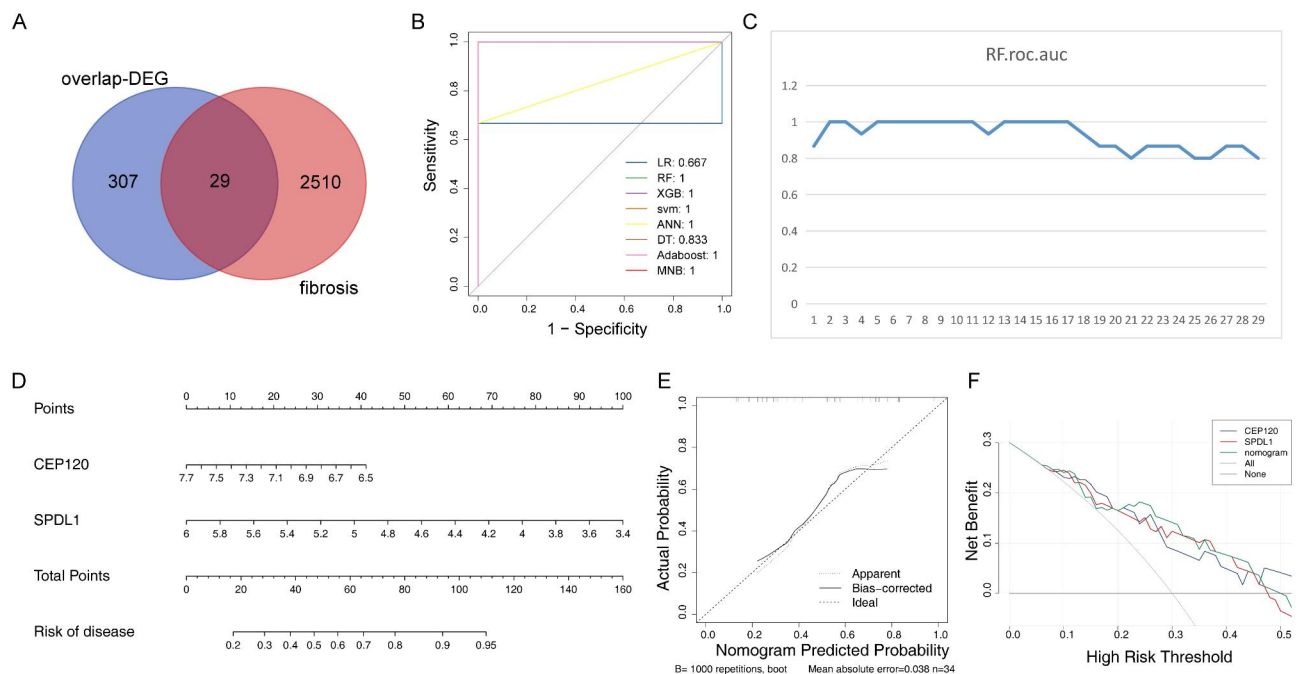 A
overlap-DEG
307
29
2510
fibrosis
B
Sensitivity
1.0
0.8
0.6
0.4
0.2
0.0
LR: 0.667
RF: 1
XGB: 1
svm: 1
ANN: 1
DT: 0.833
Adaboost: 1
MNB: 1
0.0 0.2 0.4 0.6 0.8 1.0
1 − Specificity
C
RF.roc.auc
1.2
1
0.8
0.6
0.4
0.2
0
1 2 3 4 5 6 7 8 9 10 11 12 13 14 15 16 17 18 19 20 21 22 23 24 25 26 27 28 29
D
0 10 20 30 40 50 60 70 80 90 100
Points
CEP120
7.7 7.5 7.3 7.1 6.9 6.7 6.5
SPDL1
6 5.8 5.6 5.4 5.2 5 4.8 4.6 4.4 4.2 4 3.8 3.6 3.4
Total Points
0 20 40 60 80 100 120 140 160
Risk of disease
0.2 0.3 0.4 0.5 0.6 0.7 0.8 0.9 0.95
E
Actual Probability
1.0
0.8
0.6
0.4
0.2
0.0
Apparent
Bias−corrected
Ideal
0.0 0.2 0.4 0.6 0.8 1.0
Nomogram Predicted Probability
B= 1000 repetitions, boot Mean absolute error=0.038 n=34
F
Net Benefit
0.3
0.2
0.1
0.0
CEP120
SPDL1
nomogram
All
None
0.0 0.1 0.2 0.3 0.4 0.5
High Risk Threshold